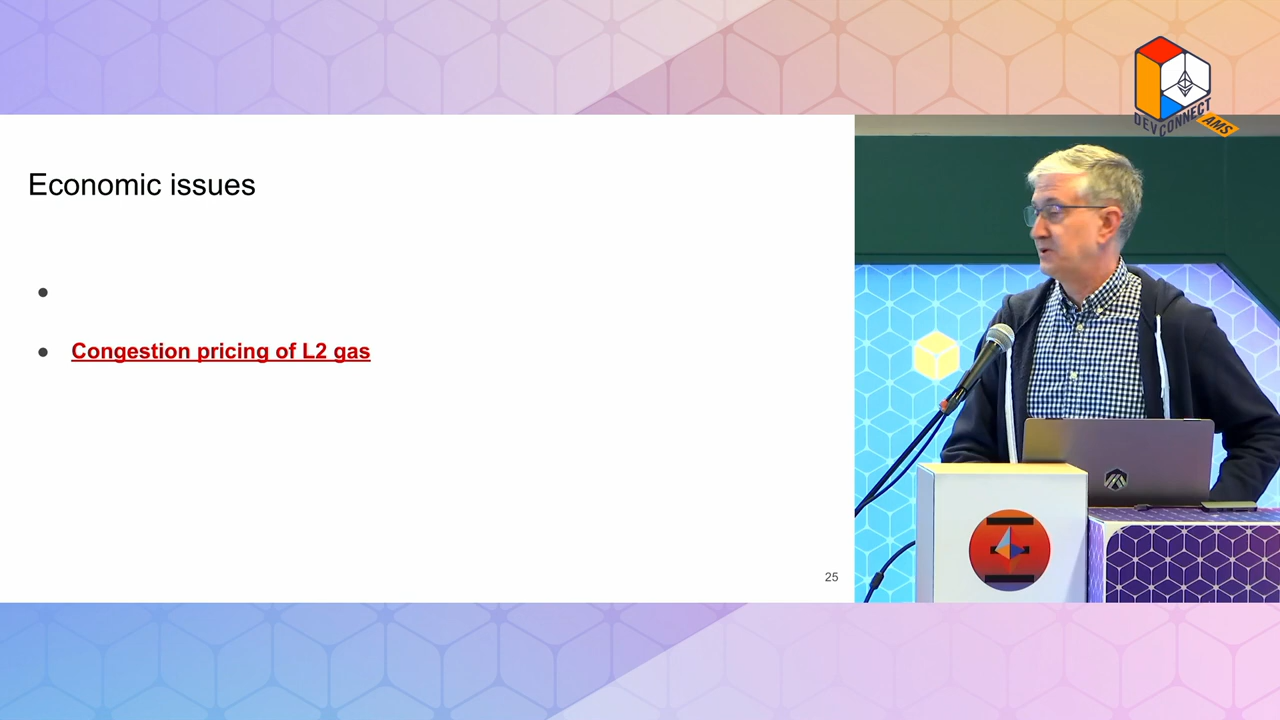 DEVCONNECT
AMS
Economic issues
Congestion pricing of L2 gas
25